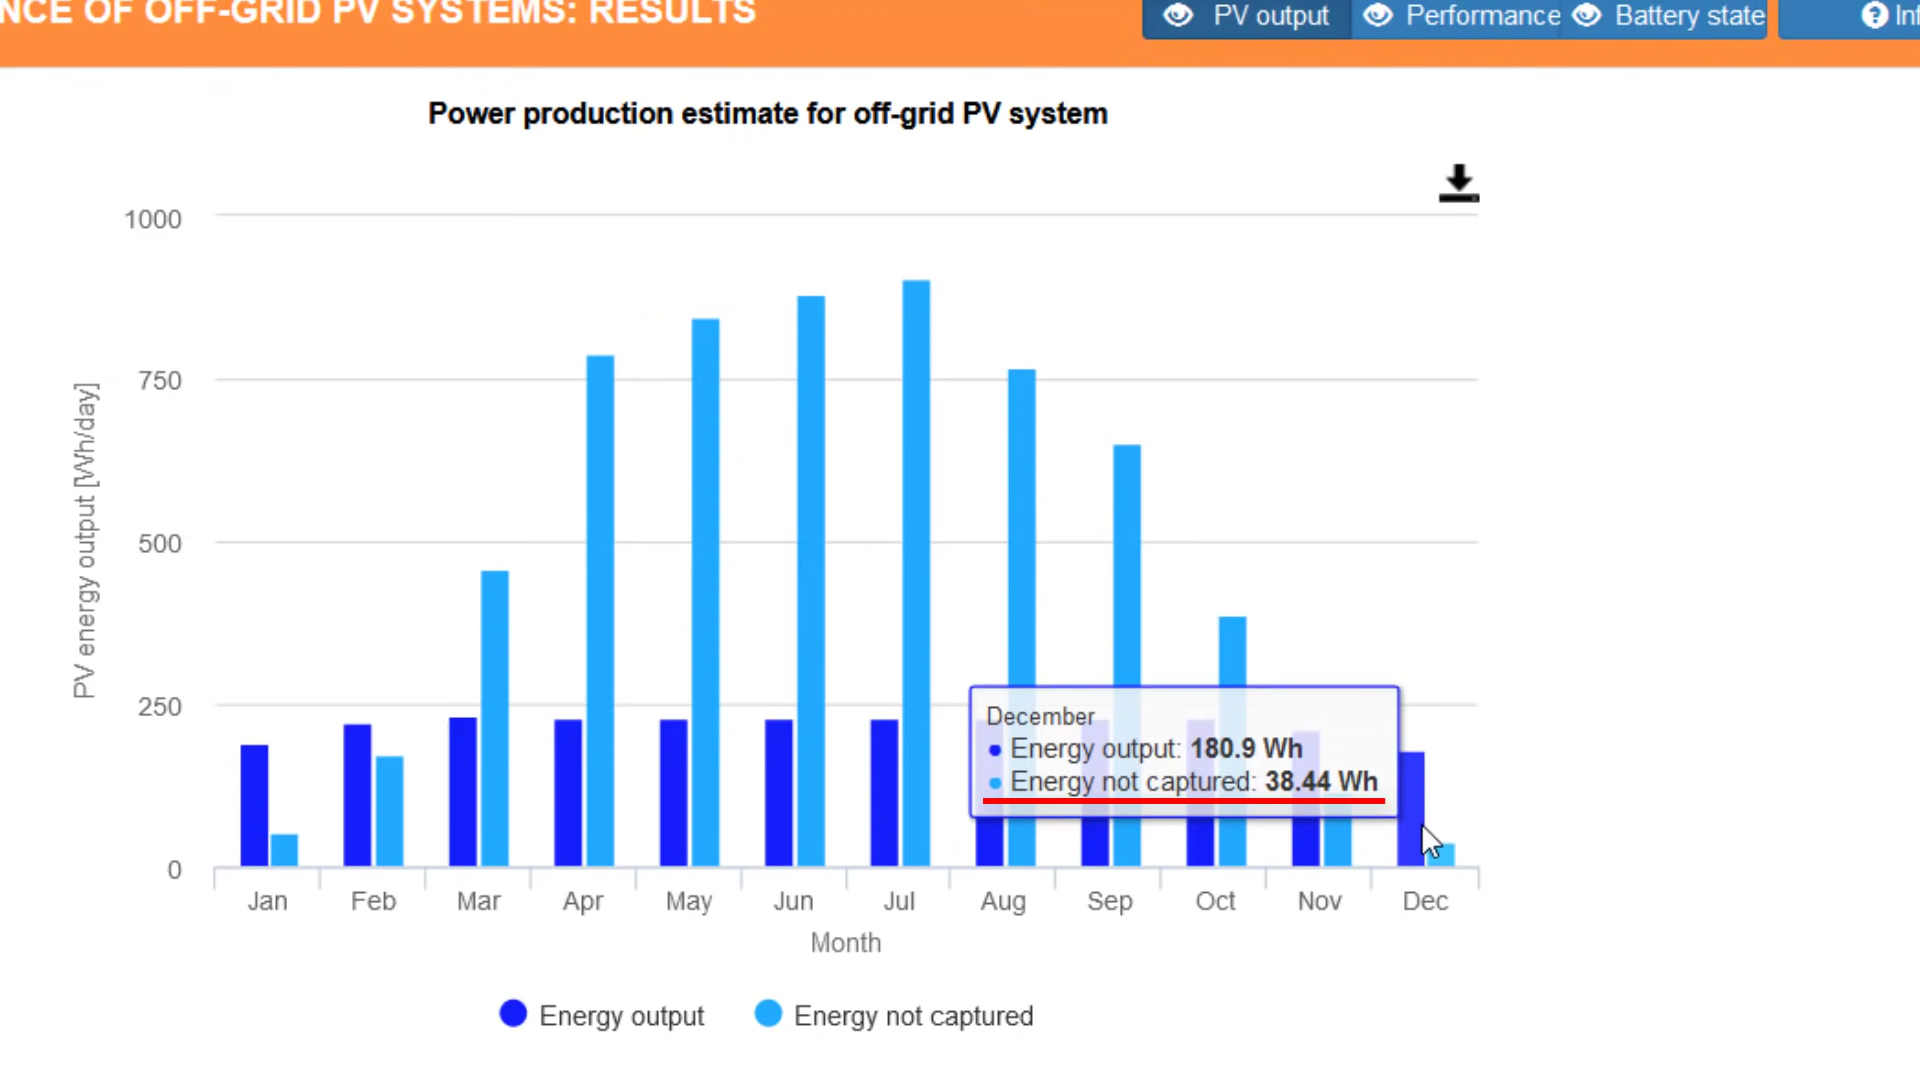 NCE OF OFF-GRID PV SYSTEMS: RESULTS
PV output
Performance
Battery state
Inf
Power production estimate for off-grid PV system
1000
750
500
250
0
PV energy output [Wh/day]
December
Energy output: 180.9 Wh
Energy not captured: 38.44 Wh
Jan Feb Mar Apr May Jun Jul Aug Sep Oct Nov Dec
Month
Energy output
Energy not captured